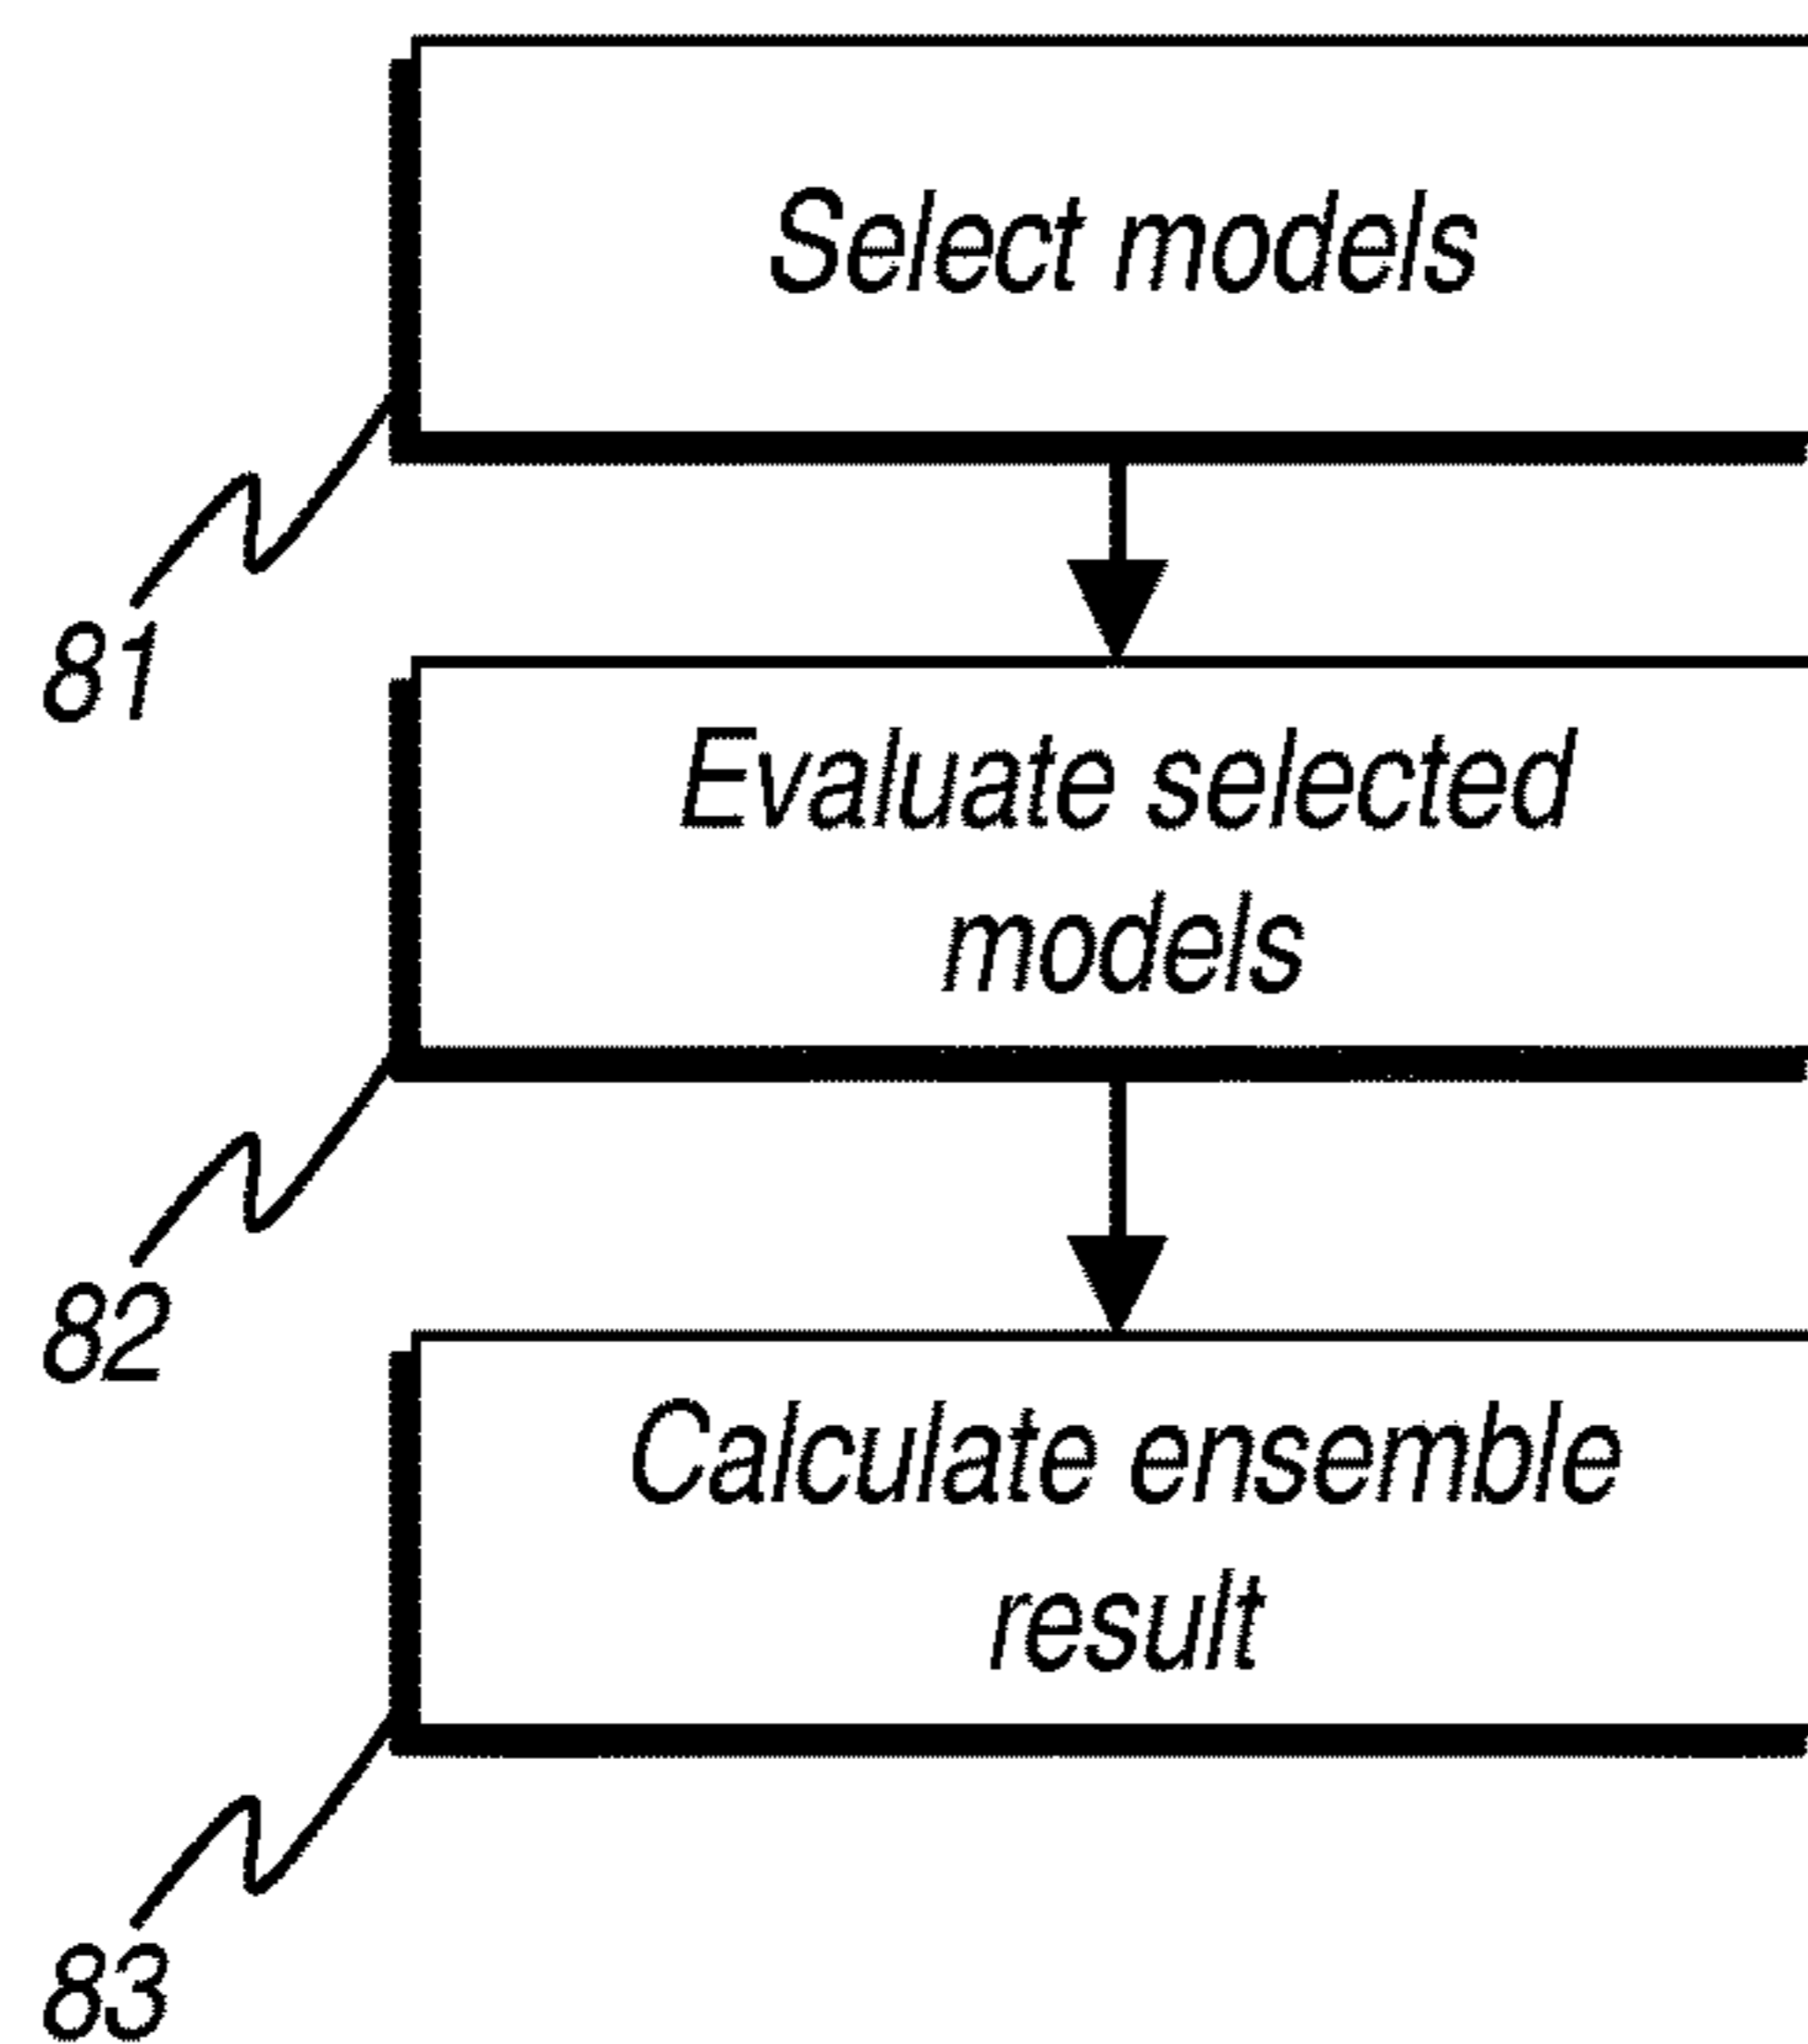 Select models
81
Evaluate selected
models
82
Calculate ensemble
result
83